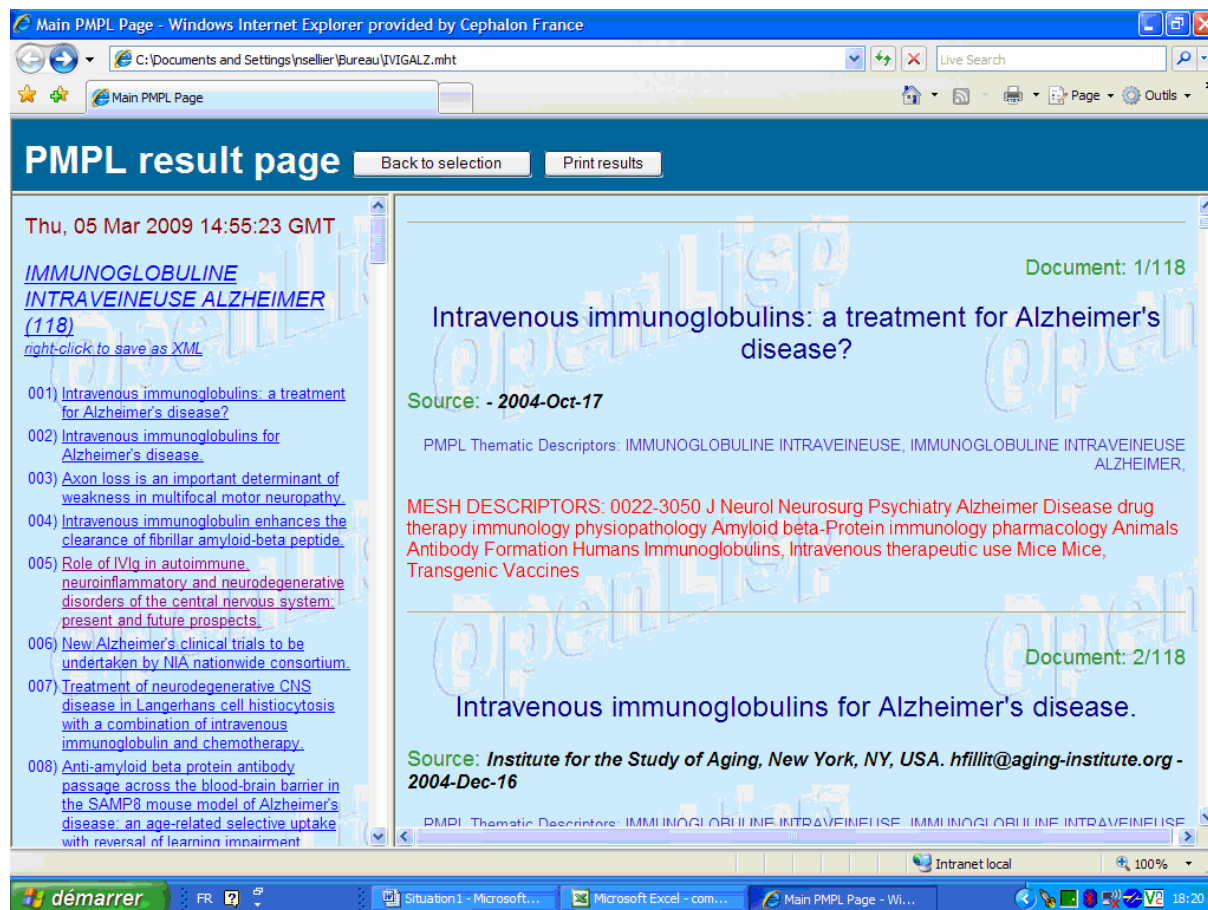 Main PMPL Page - Windows Internet Explorer provided by Cephalon France
C:\Documents and Settings\nsellier\Bureau\IVIGALZ.mht
Live Search
Main PMPL Page
Page
Outils
PMPL result page
Back to selection
Print results
Thu, 05 Mar 2009 14:55:23 GMT
IMMUNOGLOBULINE
INTRAVEINEUSE ALZHEIMER
(118)
right-click to save as XML
001) Intravenous immunoglobulins: a treatment
for Alzheimer's disease?
002) Intravenous immunoglobulins for
Alzheimer's disease.
003) Axon loss is an important determinant of
weakness in multifocal motor neuropathy.
004) Intravenous immunoglobulin enhances the
clearance of fibrillar amyloid-beta peptide.
005) Role of IVIg in autoimmune,
neuroinflammatory and neurodegenerative
disorders of the central nervous system:
present and future prospects.
006) New Alzheimer's clinical trials to be
undertaken by NIA nationwide consortium.
007) Treatment of neurodegenerative CNS
disease in Langerhans cell histiocytosis
with a combination of intravenous
immunoglobulin and chemotherapy.
008) Anti-amyloid beta protein antibody
passage across the blood-brain barrier in
the SAMP8 mouse model of Alzheimer's
disease: an age-related selective uptake
with reversal of learning impairment
Document: 1/118
Intravenous immunoglobulins: a treatment for Alzheimer's
disease?
Source: - 2004-Oct-17
PMPL Thematic Descriptors: IMMUNOGLOBULINE INTRAVEINEUSE, IMMUNOGLOBULINE INTRAVEINEUSE
ALZHEIMER,
MESH DESCRIPTORS: 0022-3050 J Neurol Neurosurg Psychiatry Alzheimer Disease drug
therapy immunology physiopathology Amyloid beta-Protein immunology pharmacology Animals
Antibody Formation Humans Immunoglobulins, Intravenous therapeutic use Mice Mice,
Transgenic Vaccines
Document: 2/118
Intravenous immunoglobulins for Alzheimer's disease.
Source: Institute for the Study of Aging, New York, NY, USA. hfillit@aging-institute.org -
2004-Dec-16
PMPL Thematic Descriptors: IMMUNOGLOBULINE INTRAVEINEUSE, IMMUNOGLOBULINE INTRAVEINEUSE
Intranet local
100%
démarrer
FR
Situation1 - Microsoft...
Microsoft Excel - com...
Main PMPL Page - Wi...
18:20